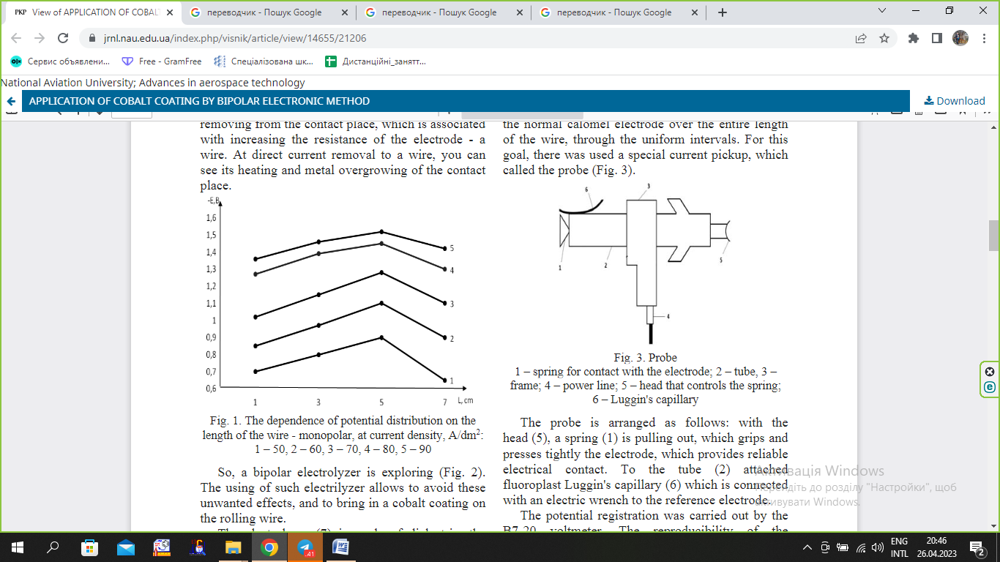 View of APPLICATION OF COBALT
переводчик - Пошук Google
переводчик - Пошук Google
переводчик - Пошук Google
jrnl.nau.edu.ua/index.php/visnik/article/view/14655/21206
Сервис объявлени...
Free - GramFree
Спеціалізована шк...
Дистанційні_занятт...
National Aviation University; Advances in aerospace technology
APPLICATION OF COBALT COATING BY BIPOLAR ELECTRONIC METHOD
Download
removing from the contact place, which is associated
with increasing the resistance of the electrode - a
wire. At direct current removal to a wire, you can
see its heating and metal overgrowing of the contact
place.
-E,B
1,6
1,5
1,4
1,3
1,2
1,1
1
0,9
0,8
0,7
0,6
5
4
3
2
1
1 3 5 7 L, cm
Fig. 1. The dependence of potential distribution on the
length of the wire - monopolar, at current density, A/dm²:
1 – 50, 2 – 60, 3 – 70, 4 – 80, 5 – 90
So, a bipolar electrolyzer is exploring (Fig. 2).
The using of such electrilyzer allows to avoid these
unwanted effects, and to bring in a cobalt coating on
the rolling wire.
the normal calomel electrode over the entire length
of the wire, through the uniform intervals. For this
goal, there was used a special current pickup, which
called the probe (Fig. 3).
6
3
1
2
5
4
Fig. 3. Probe
1 – spring for contact with the electrode; 2 – tube, 3 –
frame; 4 – power line; 5 – head that controls the spring;
6 – Luggin's capillary
The probe is arranged as follows: with the
head (5), a spring (1) is pulling out, which grips and
presses tightly the electrode, which provides reliable
electrical contact. To the tube (2) attached
fluoroplast Luggin's capillary (6) which is connected
with an electric wrench to the reference electrode.
The potential registration was carried out by the
B7-20 voltmeter. The reproducibility of the
Активація Windows
Перейдіть до розділу "Настройки", щоб
активувати Windows.
41
ENG
INTL
20:46
26.04.2023
2